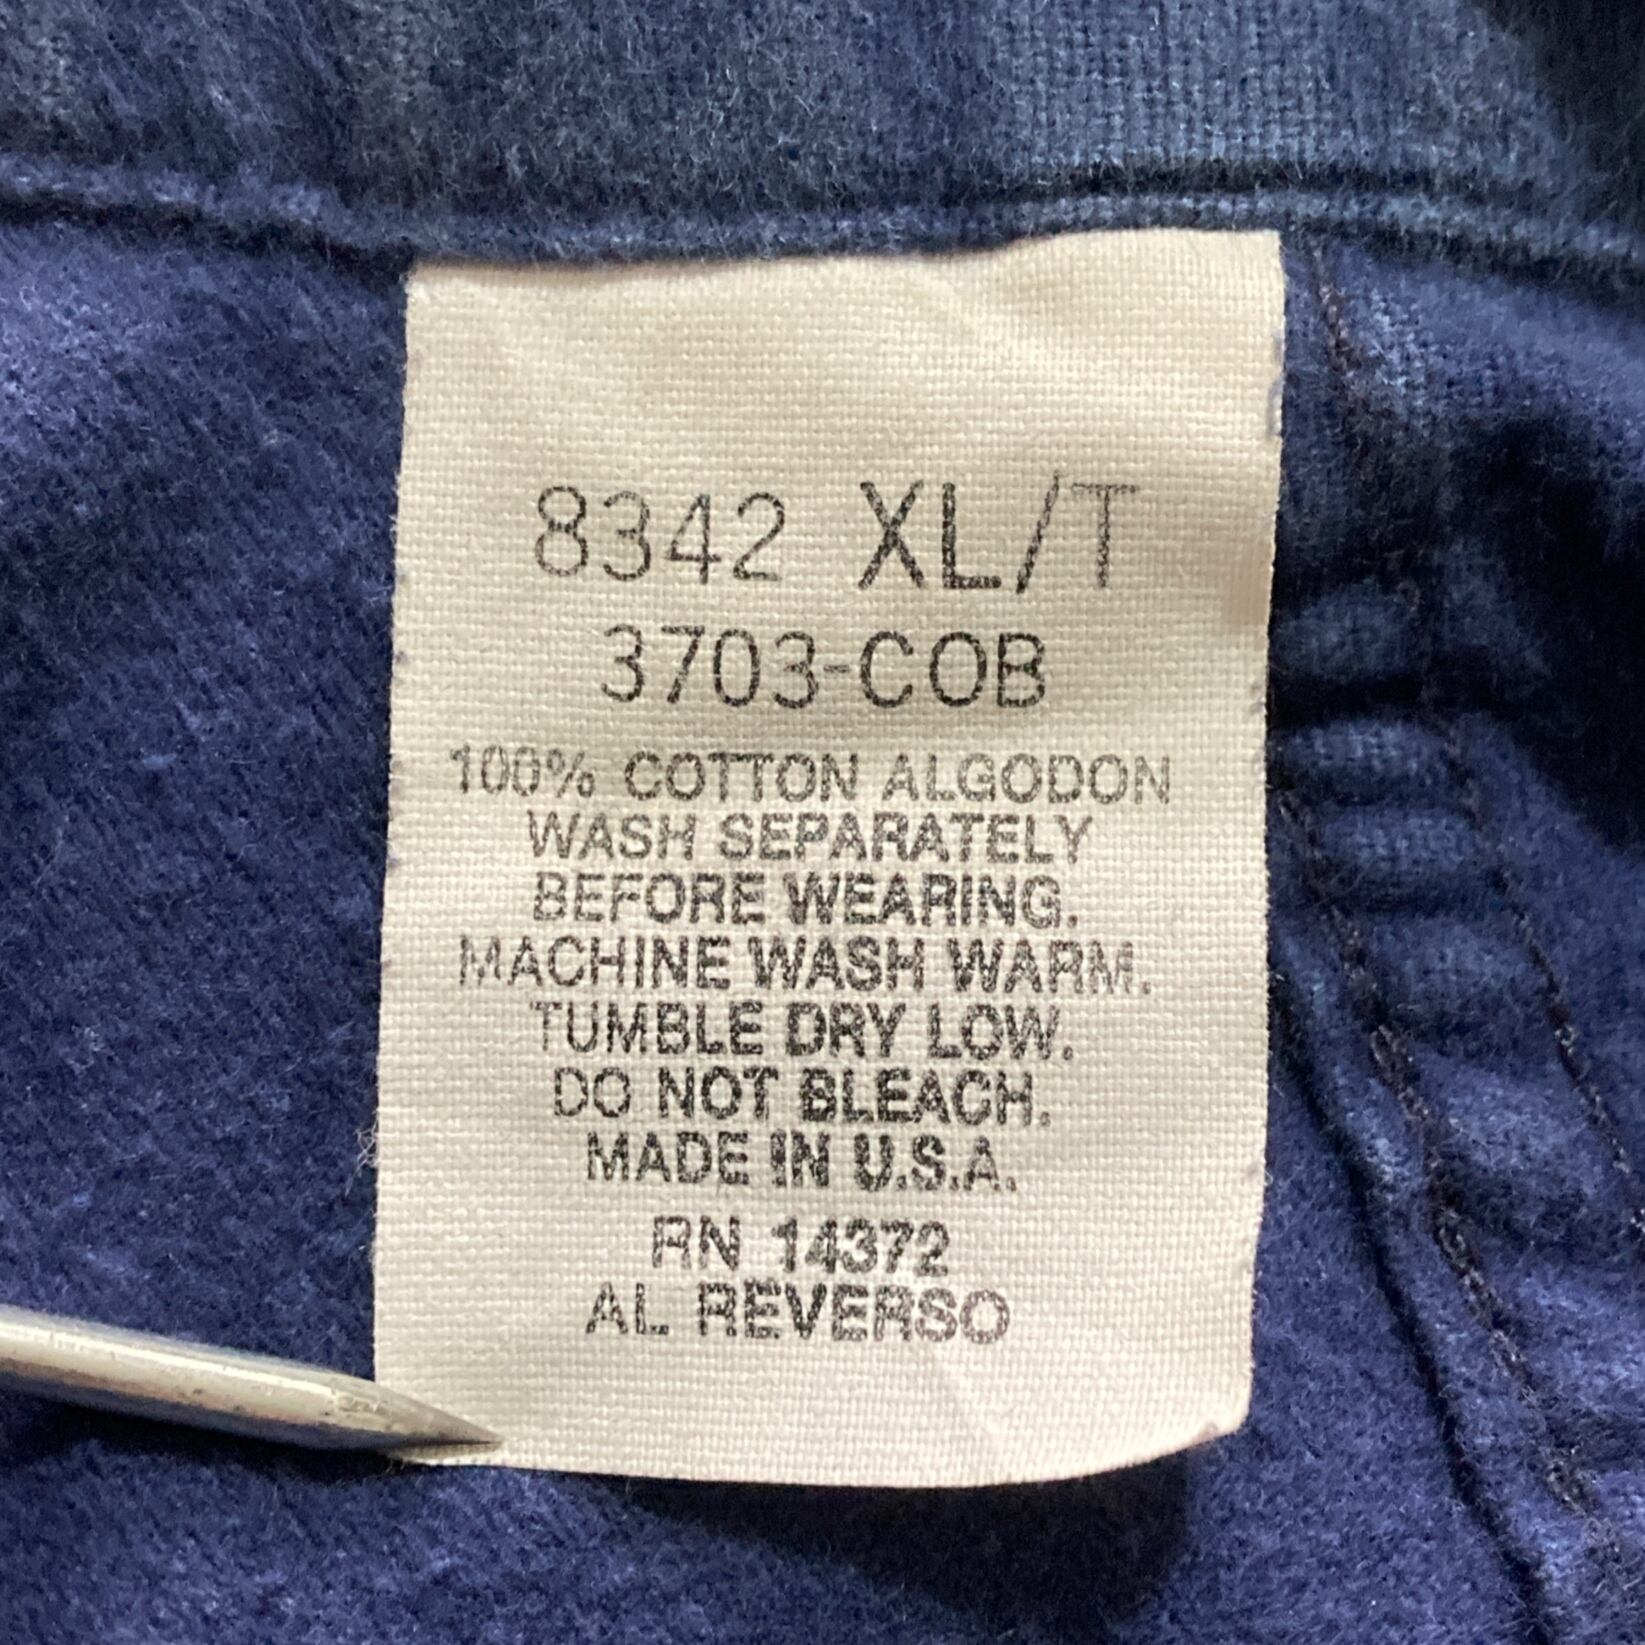 8342 XL/T
3703-COB
100% COTTON ALGODON
WASH SEPARATELY
BEFORE WEARING.
MACHINE WASH WARM.
TUMBLE DRY LOW.
DO NOT BLEACH.
MADE IN U.S.A.
RN 14372
AL REVERSO